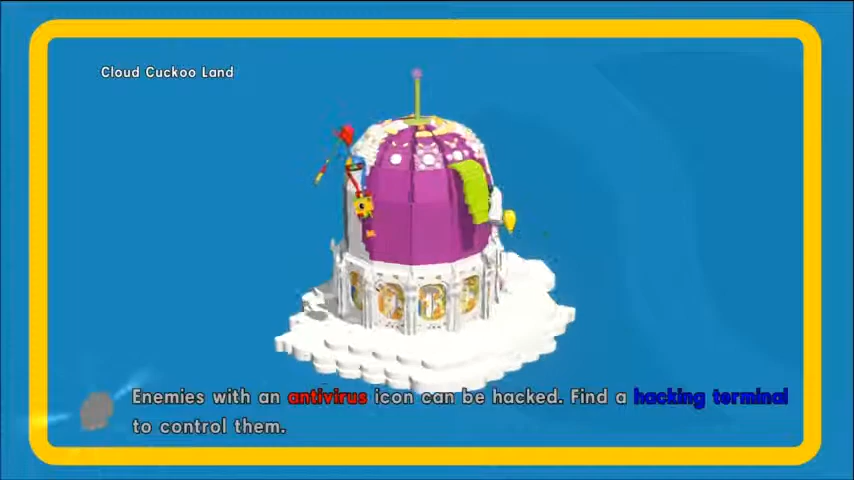 Cloud Cuckoo Land
Enemies with an antivirus icon can be hacked. Find a hacking terminal
to control them.